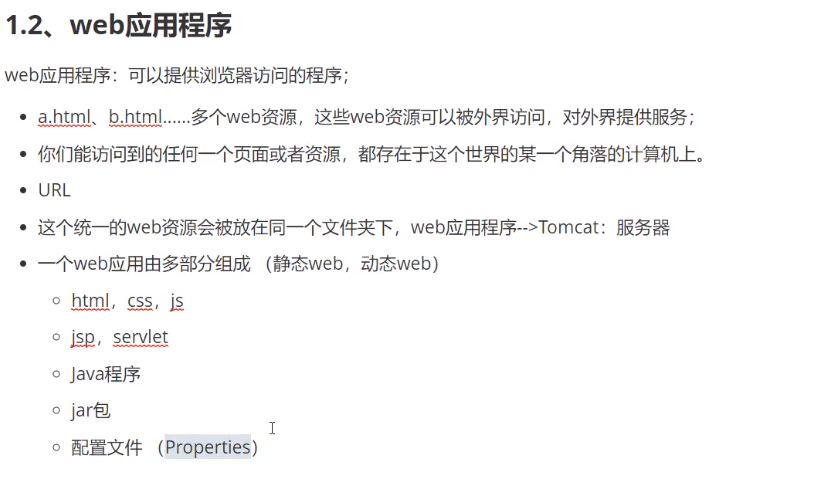 1.2、web应用程序
web应用程序：可以提供浏览器访问的程序；
a.html、b.html......多个web资源，这些web资源可以被外界访问，对外界提供服务；
你们能访问到的任何一个页面或者资源，都存在于这个世界的某一个角落的计算机上。
URL
这个统一的web资源会被放在同一个文件夹下，web应用程序-->Tomcat：服务器
一个web应用由多部分组成 （静态web，动态web）
html，css，js
jsp，servlet
Java程序
jar包
配置文件 （Properties）